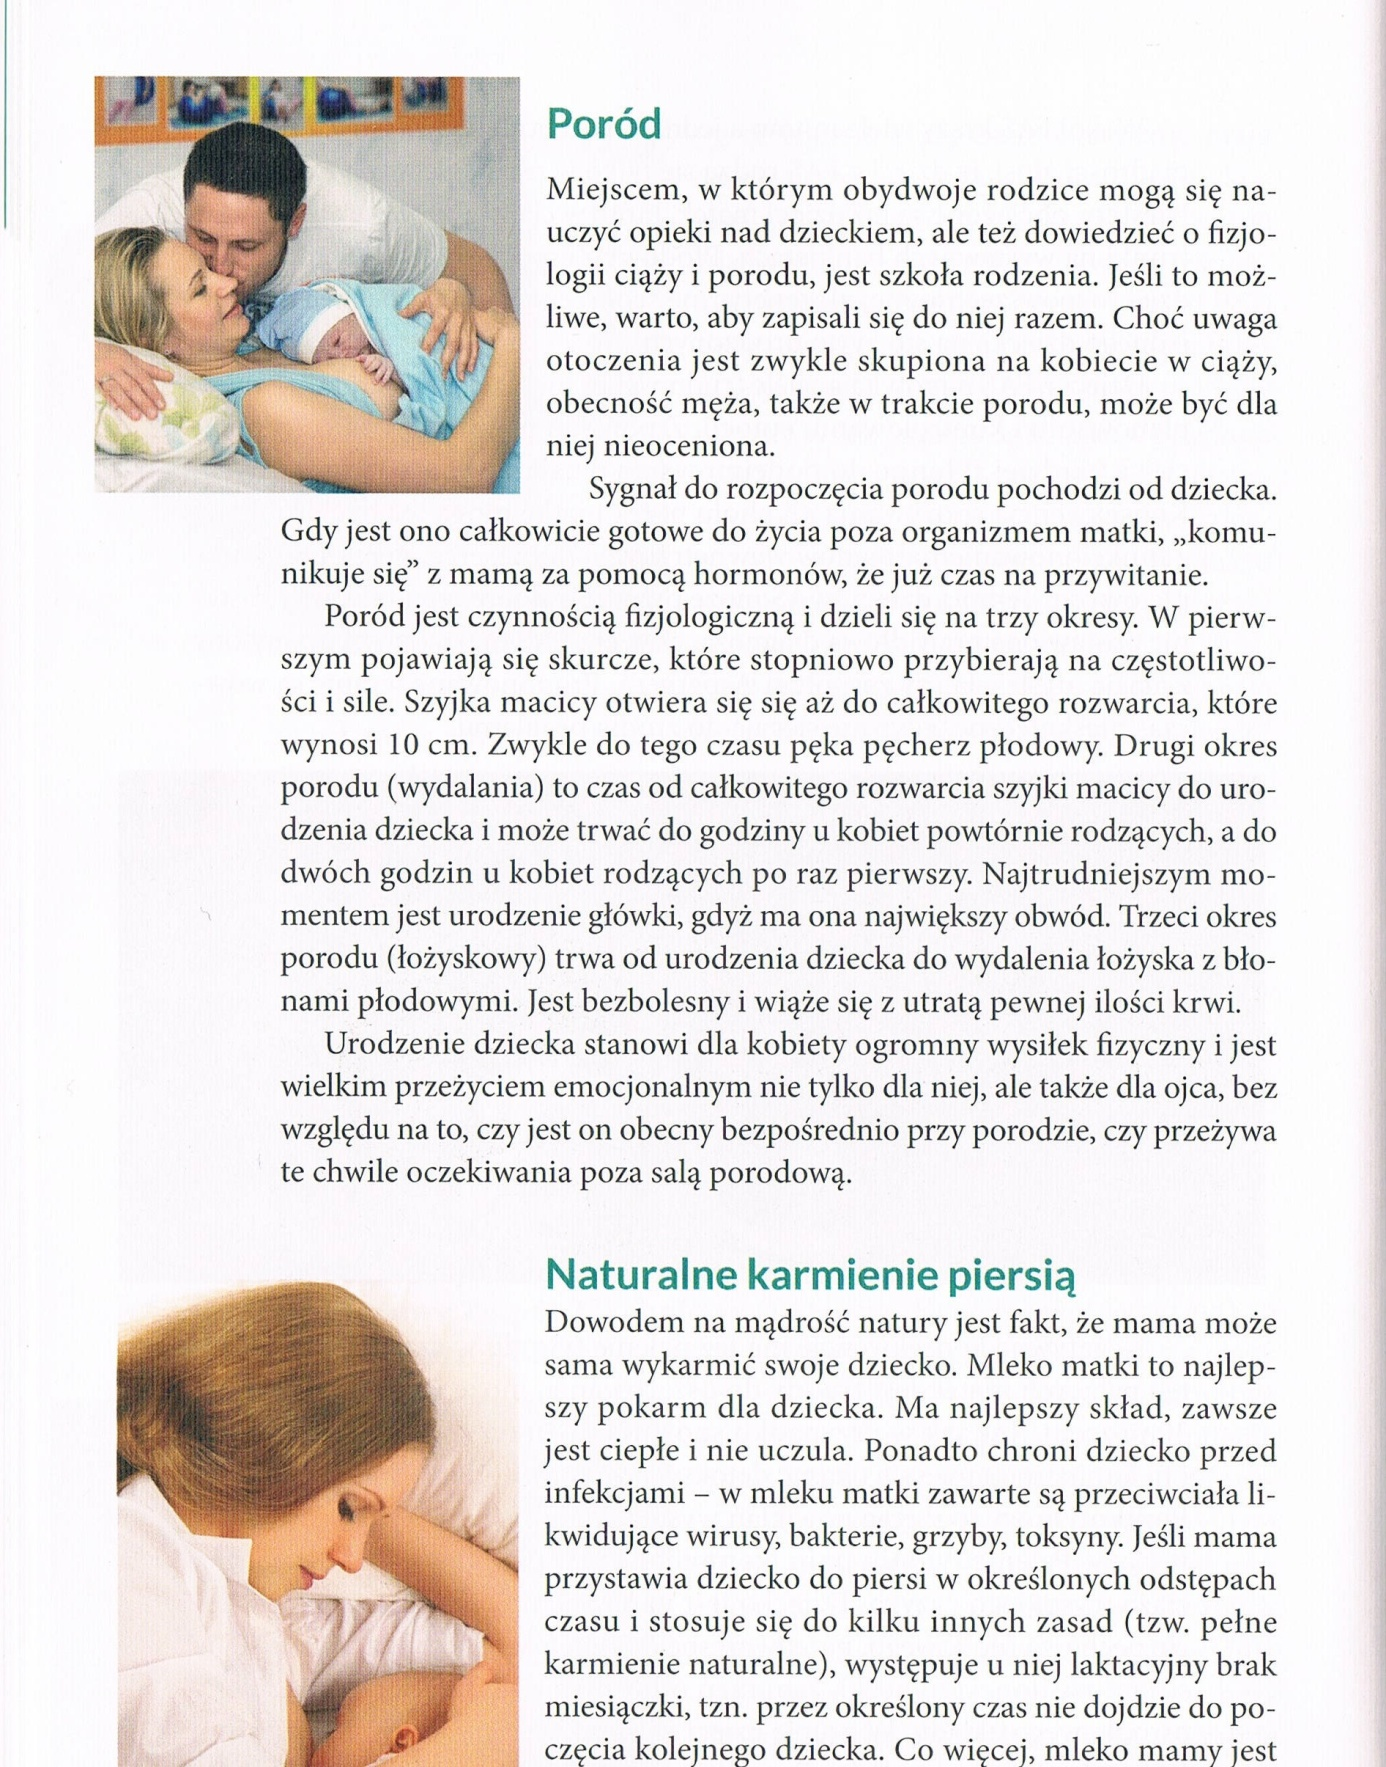 Poród
Miejscem, w którym obydwoje rodzice mogą się na-
uczyć opieki nad dzieckiem, ale też dowiedzieć o fizjo-
logii ciąży i porodu, jest szkoła rodzenia. Jeśli to moż-
liwe, warto, aby zapisali się do niej razem. Choć uwaga
otoczenia jest zwykle skupiona na kobiecie w ciąży,
obecność męża, także w trakcie porodu, może być dla
niej nieoceniona.
Sygnał do rozpoczęcia porodu pochodzi od dziecka.
Gdy jest ono całkowicie gotowe do życia poza organizmem matki, „komu-
nikuje się” z mamą za pomocą hormonów, że już czas na przywitanie.
Poród jest czynnością fizjologiczną i dzieli się na trzy okresy. W pierw-
szym pojawiają się skurcze, które stopniowo przybierają na częstotliwo-
ści i sile. Szyjka macicy otwiera się się aż do całkowitego rozwarcia, które
wynosi 10 cm. Zwykle do tego czasu pęka pęcherz płodowy. Drugi okres
porodu (wydalania) to czas od całkowitego rozwarcia szyjki macicy do uro-
dzenia dziecka i może trwać do godziny u kobiet powtórnie rodzących, a do
dwóch godzin u kobiet rodzących po raz pierwszy. Najtrudniejszym mo-
mentem jest urodzenie główki, gdyż ma ona największy obwód. Trzeci okres
porodu (łożyskowy) trwa od urodzenia dziecka do wydalenia łożyska z bło-
nami płodowymi. Jest bezbolesny i wiąże się z utratą pewnej ilości krwi.
Urodzenie dziecka stanowi dla kobiety ogromny wysiłek fizyczny i jest
wielkim przeżyciem emocjonalnym nie tylko dla niej, ale także dla ojca, bez
względu na to, czy jest on obecny bezpośrednio przy porodzie, czy przeżywa
te chwile oczekiwania poza salą porodową.
Naturalne karmienie piersią
Dowodem na mądrość natury jest fakt, że mama może
sama wykarmić swoje dziecko. Mleko matki to najlep-
szy pokarm dla dziecka. Ma najlepszy skład, zawsze
jest ciepłe i nie uczula. Ponadto chroni dziecko przed
infekcjami – w mleku matki zawarte są przeciwciała li-
kwidujące wirusy, bakterie, grzyby, toksyny. Jeśli mama
przystawia dziecko do piersi w określonych odstępach
czasu i stosuje się do kilku innych zasad (tzw. pełne
karmienie naturalne), występuje u niej laktacyjny brak
miesiączki, tzn. przez określony czas nie dojdzie do po-
częcia kolejnego dziecka. Co więcej, mleko mamy jest